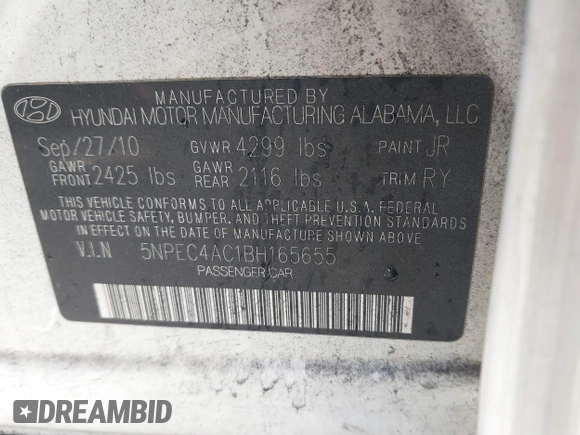 MANUFACTURED BY
HYUNDAI MOTOR MANUFACTURING ALABAMA, LLC
Sep/27/10 GVWR 4299 lbs PAINT JR
GAWR FRONT 2425 lbs GAWR REAR 2116 lbs TRIM RY
THIS VEHICLE CONFORMS TO ALL APPLICABLE U.S.A. FEDERAL
MOTOR VEHICLE SAFETY, BUMPER, AND THEFT PREVENTION STANDARDS
IN EFFECT ON THE DATE OF MANUFACTURE SHOWN ABOVE.
V.I.N 5NPEC4AC1BH165655
PASSENGER CAR
DREAMBID